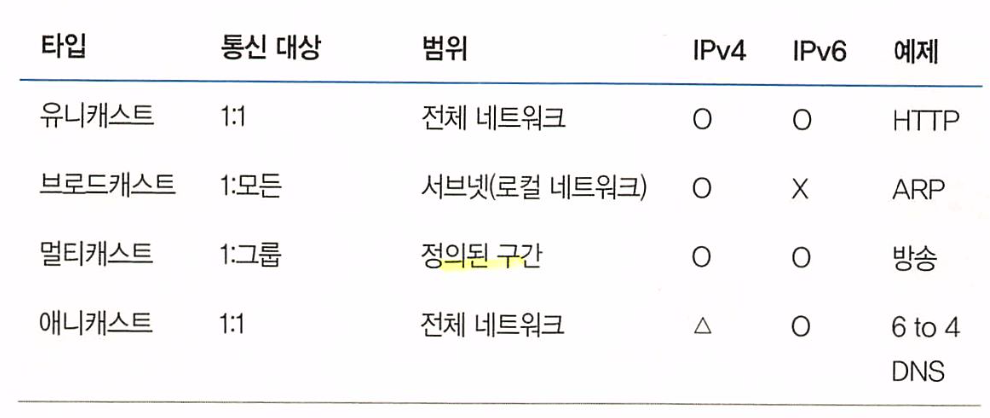 타입 통신 대상 범위 IPv4 IPv6 예제
유니캐스트 1:1 전체 네트워크 O O HTTP
브로드캐스트 1:모든 서브넷(로컬 네트워크) O X ARP
멀티캐스트 1:그룹 정의된 구간 O O 방송
애니캐스트 1:1 전체 네트워크 △ O 6 to 4
DNS